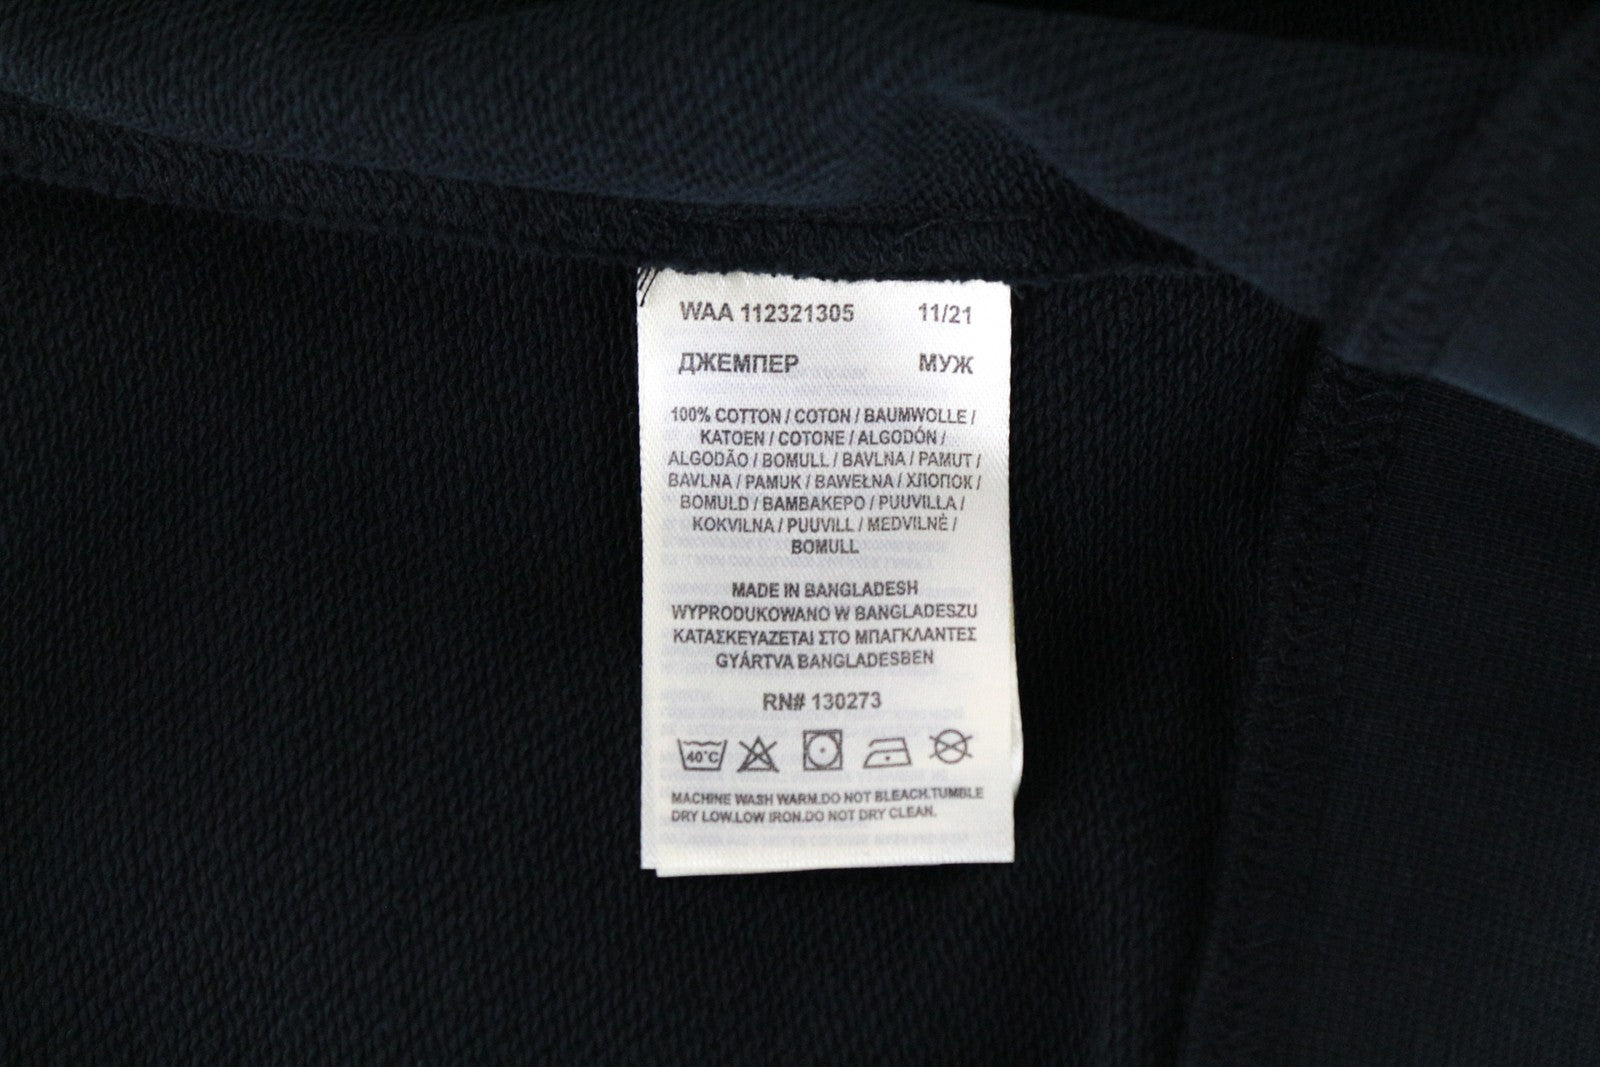 WAA 112321305 11/21
ДЖЕМПЕР МУЖ
100% COTTON / COTON / BAUMWOLLE /
KATOEN / COTONE / ALGODÓN /
ALGODÃO / BOMULL / BAVLNA / PAMUT /
BAVLNA / PAMUK / BAWEŁNA / ХЛОПОК /
BOMULD / ΒΑΜΒΑΚΕΡΟ / PUUVILLA /
KOKVILNA / PUUVILL / MEDVILNĖ /
BOMULL
MADE IN BANGLADESH
WYPRODUKOWANO W BANGLADESZU
ΚΑΤΑΣΚΕΥΑΖΕΤΑΙ ΣΤΟ ΜΠΑΓΚΛΑΝΤΕΣ
GYÁRTVA BANGLADESBEN
RN# 130273
40°C
MACHINE WASH WARM.DO NOT BLEACH.TUMBLE
DRY LOW.LOW IRON.DO NOT DRY CLEAN.